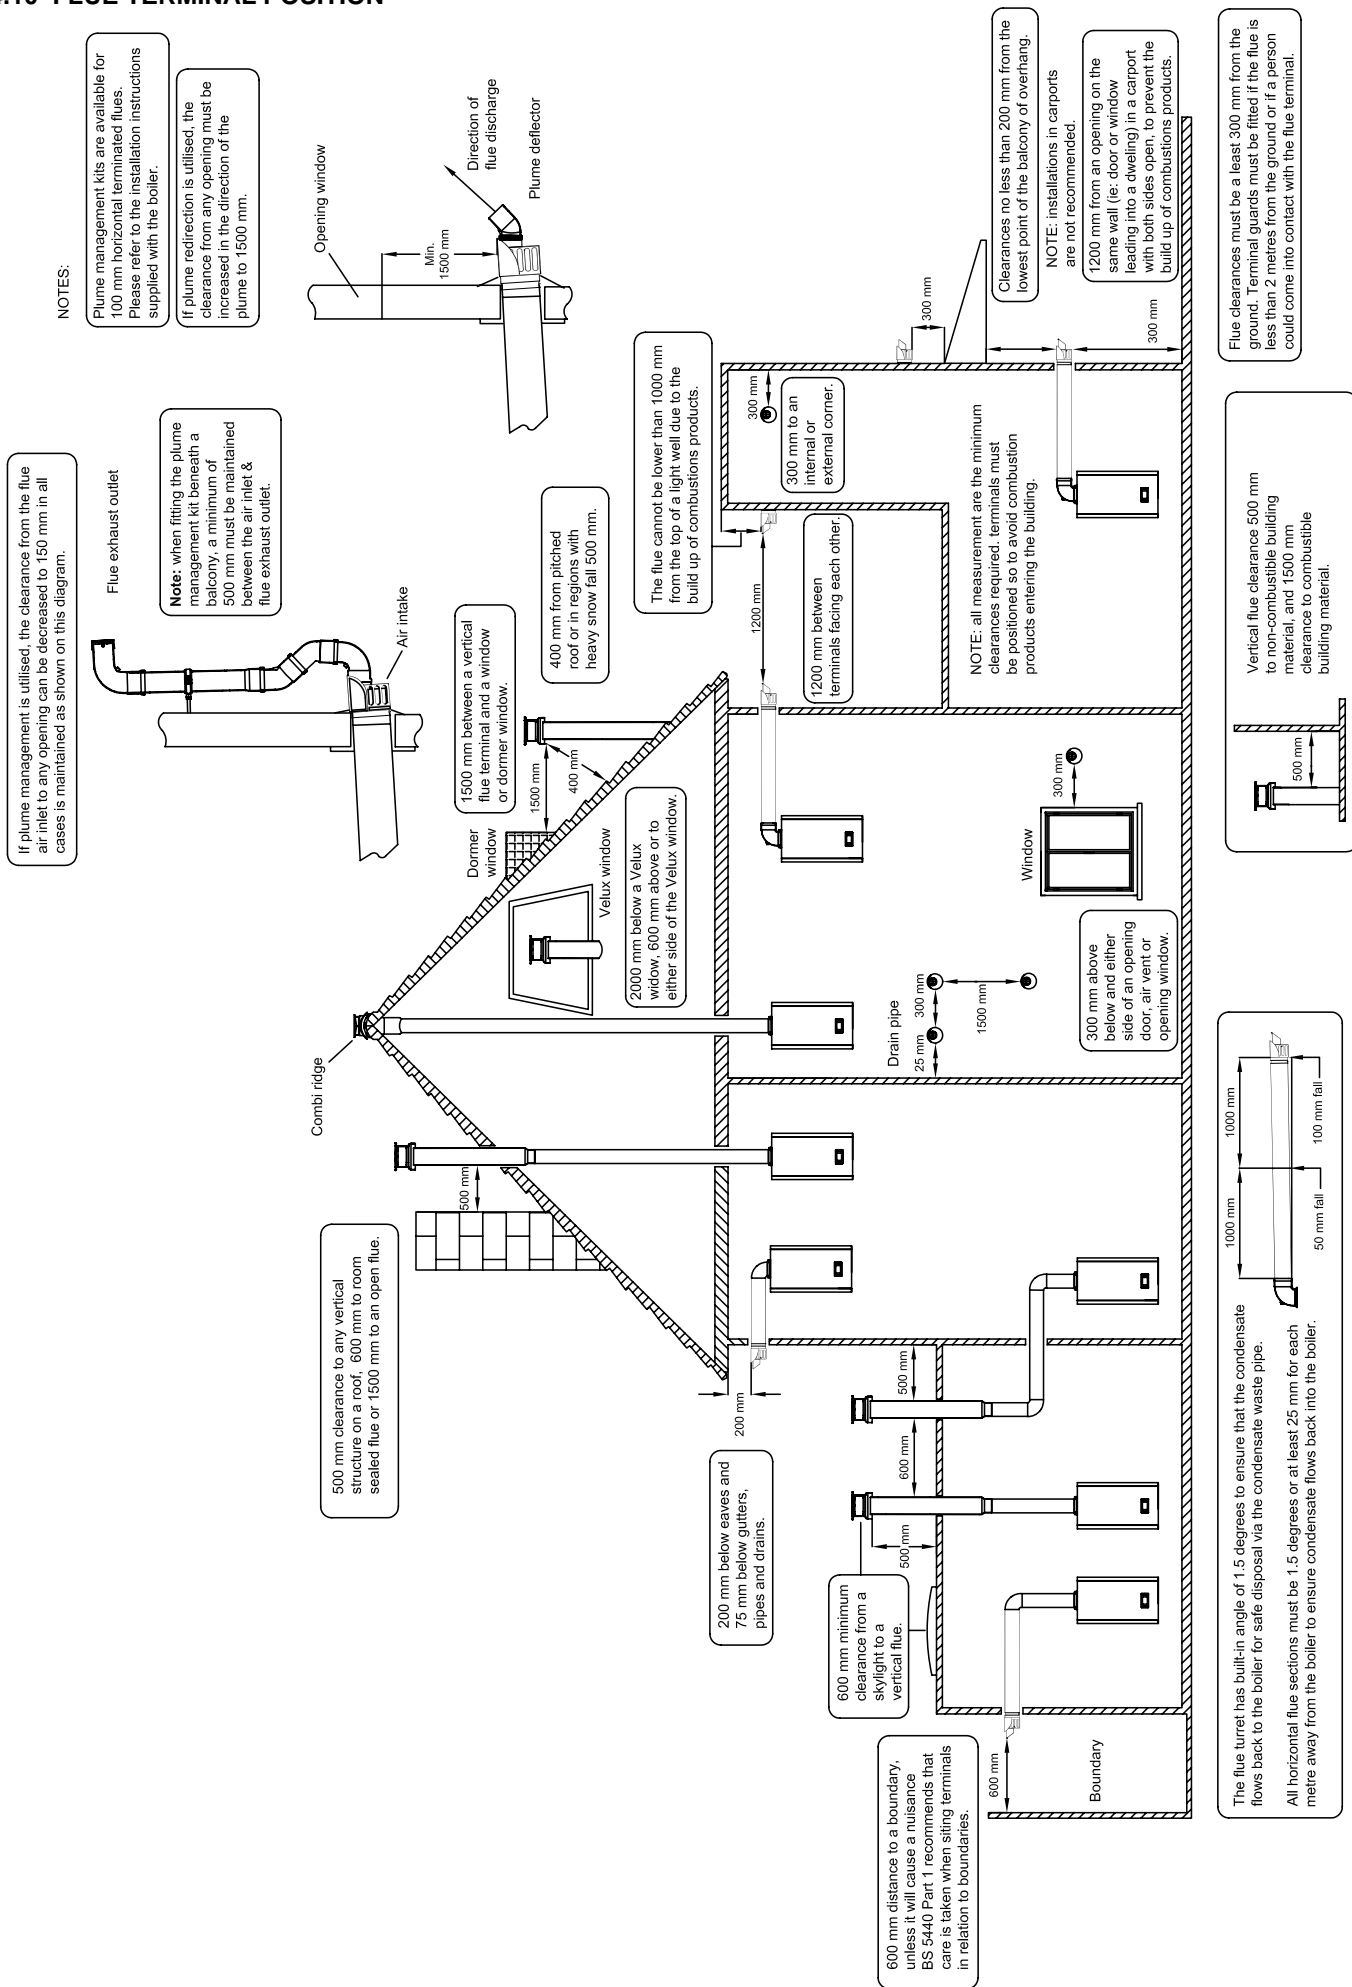 FLUE TERMINAL POSITION
NOTES:
Plume management kits are available for
100 mm horizontal terminated flues.
Please refer to the installation instructions
supplied with the boiler.
If plume redirection is utilised, the
clearance from any opening must be
increased in the direction of the
plume to 1500 mm.
Opening window
Min.
1500 mm
Direction of
flue discharge
Plume deflector
If plume management is utilised, the clearance from the flue
air inlet to any opening can be decreased to 150 mm in all
cases is maintained as shown on this diagram.
Flue exhaust outlet
Note: when fitting the plume
management kit beneath a
balcony, a minimum of
500 mm must be maintained
between the air inlet &
flue exhaust outlet.
Air intake
500 mm clearance to any vertical
structure on a roof,  600 mm to room
sealed flue or 1500 mm to an open flue.
500 mm
Combi ridge
Dormer
window
1500 mm between a vertical
flue terminal and a window
or dormer window.
1500 mm
400 mm
400 mm from pitched
roof or in regions with
heavy snow fall 500 mm.
Velux window
2000 mm below a Velux
widow, 600 mm above or to
either side of the Velux window.
The flue cannot be lower than 1000 mm
from the top of a light well due to the
build up of combustions products.
1200 mm
1200 mm between
terminals facing each other.
300 mm
300 mm to an
internal or
external corner.
300 mm
Clearances no less than 200 mm from the
lowest point of the balcony of overhang.
NOTE: installations in carports
are not recommended.
1200 mm from an opening on the
same wall (ie: door or window
leading into a dweling) in a carport
with both sides open, to prevent the
build up of combustions products.
300 mm
NOTE: all measurement are the minimum
clearances required. terminals must
be positioned so to avoid combustion
products entering the building.
200 mm
200 mm below eaves and
75 mm below gutters,
pipes and drains.
500 mm
600 mm
500 mm
600 mm minimum
clearance from a
skylight to a
vertical flue.
600 mm distance to a boundary,
unless it will cause a nuisance
BS 5440 Part 1 recommends that
care is taken when siting terminals
in relation to boundaries.
600 mm
Boundary
Drain pipe
25 mm
300 mm
1500 mm
Window
300 mm
300 mm above
below and either
side of an opening
door, air vent or
opening window.
The flue turret has built-in angle of 1.5 degrees to ensure that the condensate
flows back to the boiler for safe disposal via the condensate waste pipe.
All horizontal flue sections must be 1.5 degrees or at least 25 mm for each
metre away from the boiler to ensure condensate flows back into the boiler.
1000 mm
1000 mm
50 mm fall
100 mm fall
500 mm
Vertical flue clearance 500 mm
to non-combustible building
material, and 1500 mm
clearance to combustible
building material.
Flue clearances must be a least 300 mm from the
ground. Terminal guards must be fitted if the flue is
less than 2 metres from the ground or if a person
could come into contact with the flue terminal.